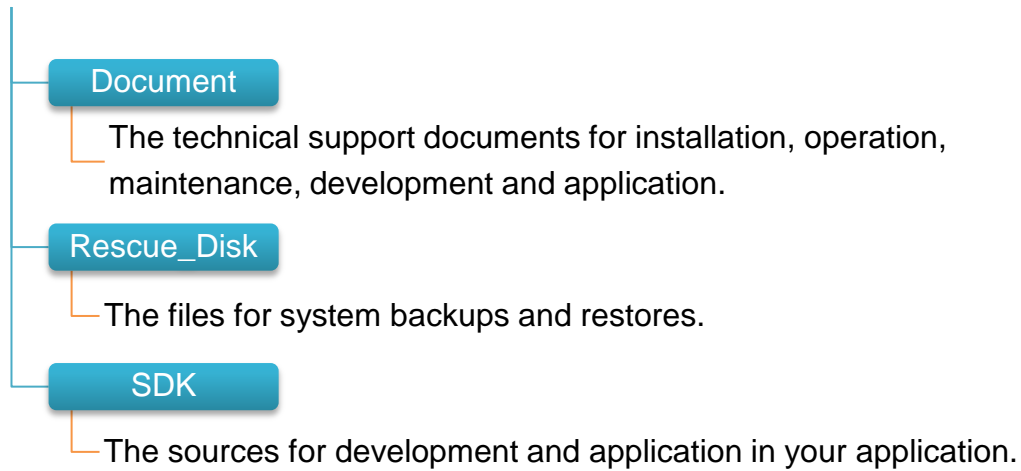 Document
The technical support documents for installation, operation,
maintenance, development and application.
Rescue_Disk
The files for system backups and restores.
SDK
The sources for development and application in your application.